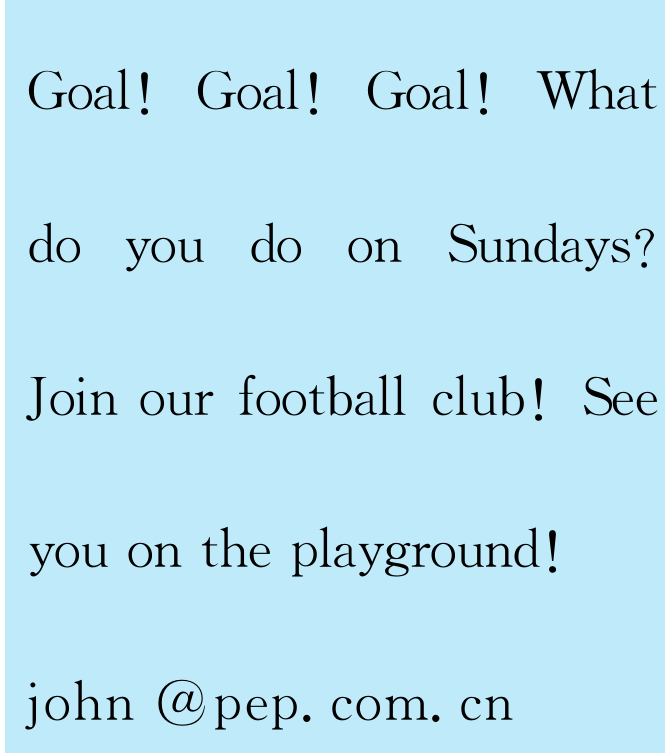 Goal! Goal! Goal! What
do you do on Sundays?
Join our football club! See
you on the playground!
john @pep. com. cn